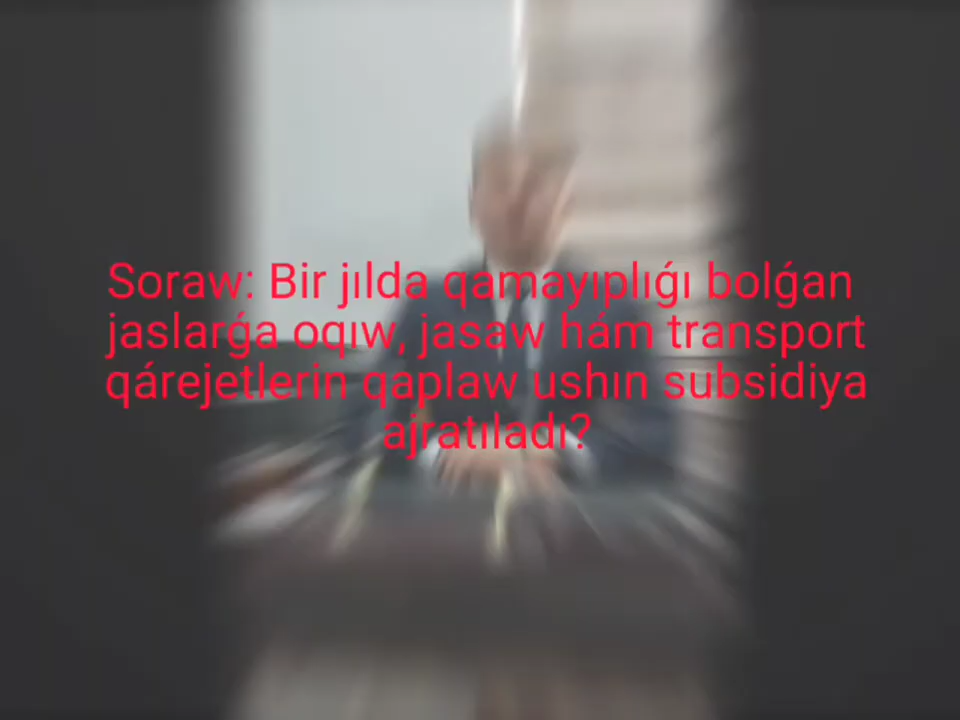 Soraw: Bir jılda qamayıplıǵı bolǵan
jaslarǵa oqıw, jasaw hám transport
qárejetlerin qaplaw ushın subsidiya
ajratıladı?